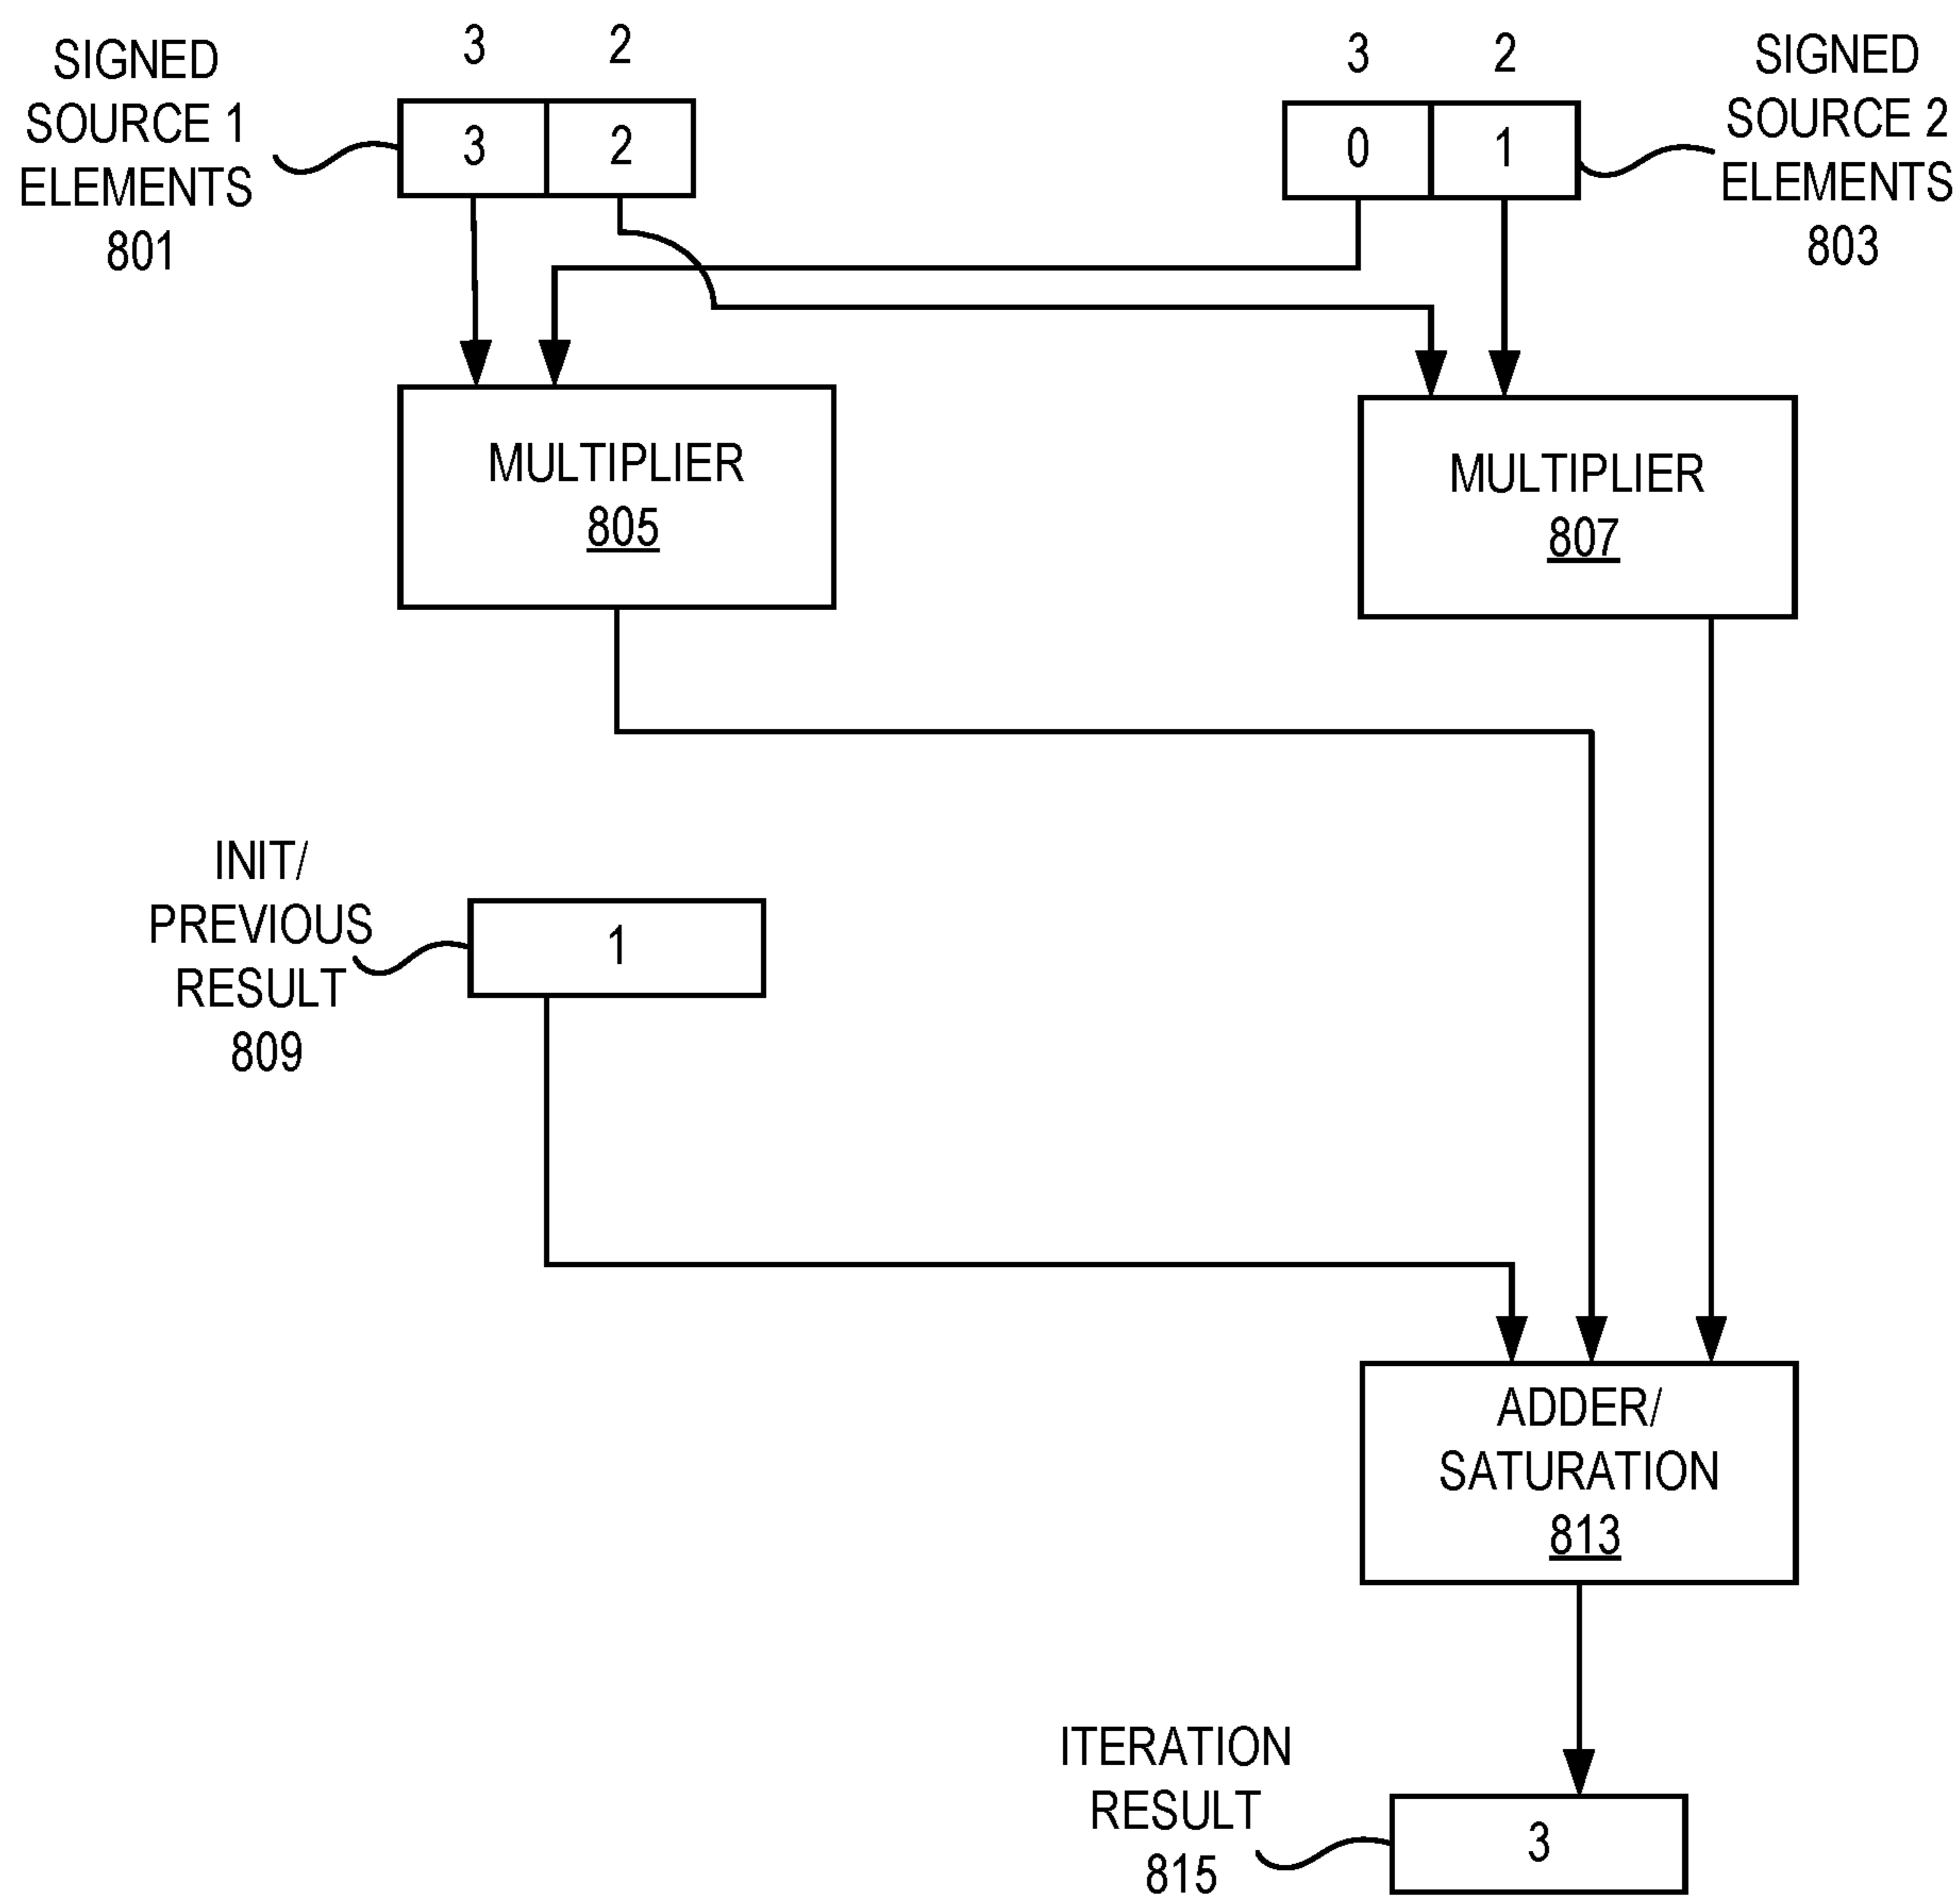 SIGNED
SOURCE 1
ELEMENTS
801
3 2
3 2
3 2
0 1
SIGNED
SOURCE 2
ELEMENTS
803
MULTIPLIER
805
MULTIPLIER
807
INIT/
PREVIOUS
RESULT
809
1
ADDER/
SATURATION
813
ITERATION
RESULT
815
3